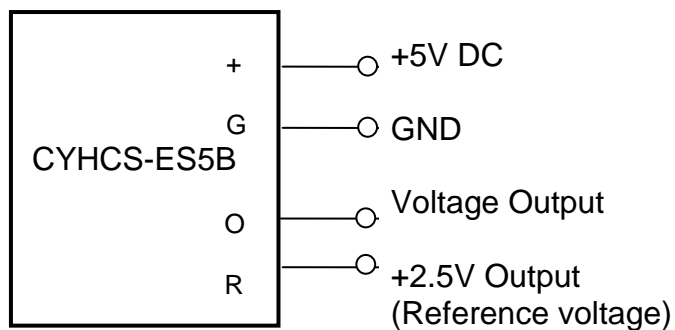 + +5V DC
G GND
CYHCS-ES5B
O Voltage Output
R +2.5V Output
(Reference voltage)